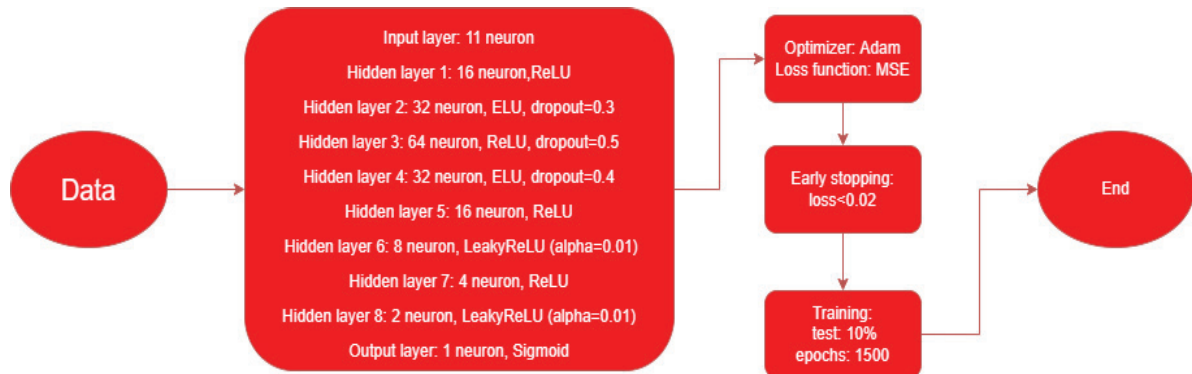 Data
Input layer: 11 neuron
Hidden layer 1: 16 neuron,ReLU
Hidden layer 2: 32 neuron, ELU, dropout=0.3
Hidden layer 3: 64 neuron, ReLU, dropout=0.5
Hidden layer 4: 32 neuron, ELU, dropout=0.4
Hidden layer 5: 16 neuron, ReLU
Hidden layer 6: 8 neuron, LeakyReLU (alpha=0.01)
Hidden layer 7: 4 neuron, ReLU
Hidden layer 8: 2 neuron, LeakyReLU (alpha=0.01)
Output layer: 1 neuron, Sigmoid
Optimizer: Adam
Loss function: MSE
Early stopping:
loss<0.02
Training:
test: 10%
epochs: 1500
End